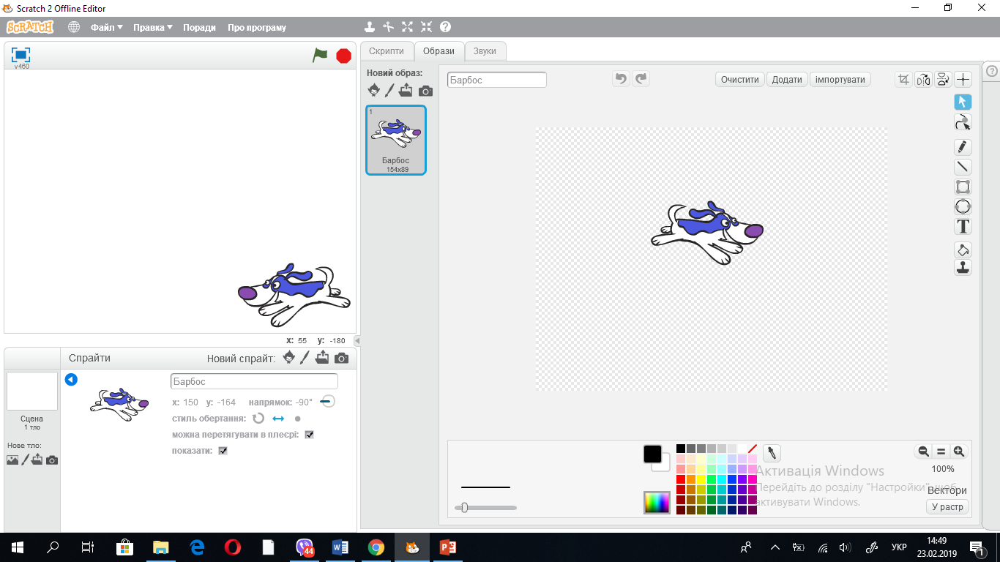 Scratch 2 Offline Editor
SCRATCH Файл Правка Поради Про програму
v460
Скрипти Образи Звуки
Новий образ:
1
Барбос
154x89
Барбос
Очистити Додати імпортувати
x: 55 y: -180
Спрайти Новий спрайт:
Сцена
1 тло
Нове тло:
Барбос
x: 150 y: -164 напрямок: -90°
стиль обертання:
можна перетягувати в плеєрі:
показати:
T
100%
Вектори
У растр
Активація Windows
Перейдіть до розділу "Настройки", щоб
активувати Windows.
44
УКР
14:49
23.02.2019
1